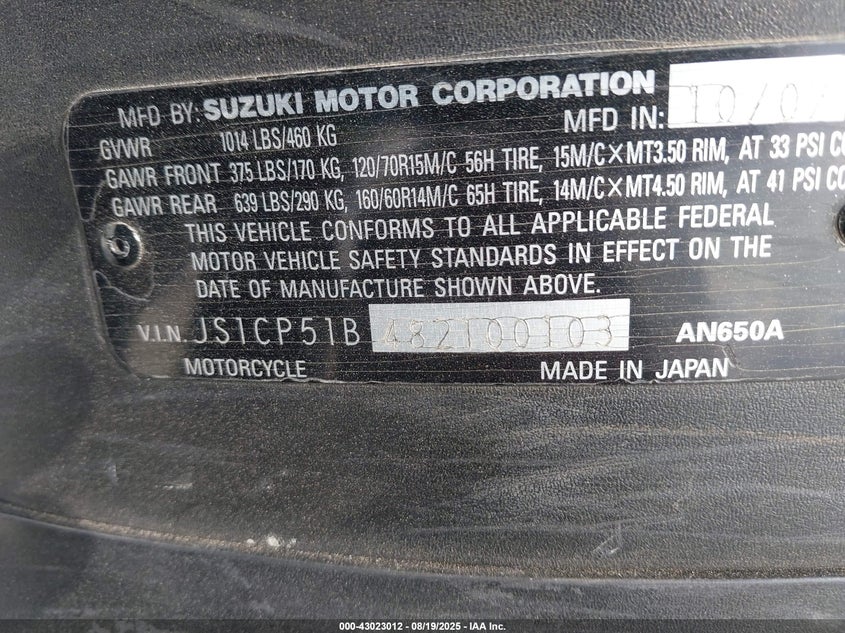 MFD BY: SUZUKI MOTOR CORPORATION MFD IN: 10/0
GVWR 1014 LBS/460 KG
GAWR FRONT 375 LBS/170 KG, 120/70R15M/C 56H TIRE, 15M/C×MT3.50 RIM, AT 33 PSI CO
GAWR REAR 639 LBS/290 KG, 160/60R14M/C 65H TIRE, 14M/C×MT4.50 RIM, AT 41 PSI CO
THIS VEHICLE CONFORMS TO ALL APPLICABLE FEDERAL
MOTOR VEHICLE SAFETY STANDARDS IN EFFECT ON THE
DATE OF MANUFACTURE SHOWN ABOVE.
V.I.N. JS1CP51B482100103 AN650A
MOTORCYCLE MADE IN JAPAN
000-43023012 - 08/19/2025 - IAA Inc.